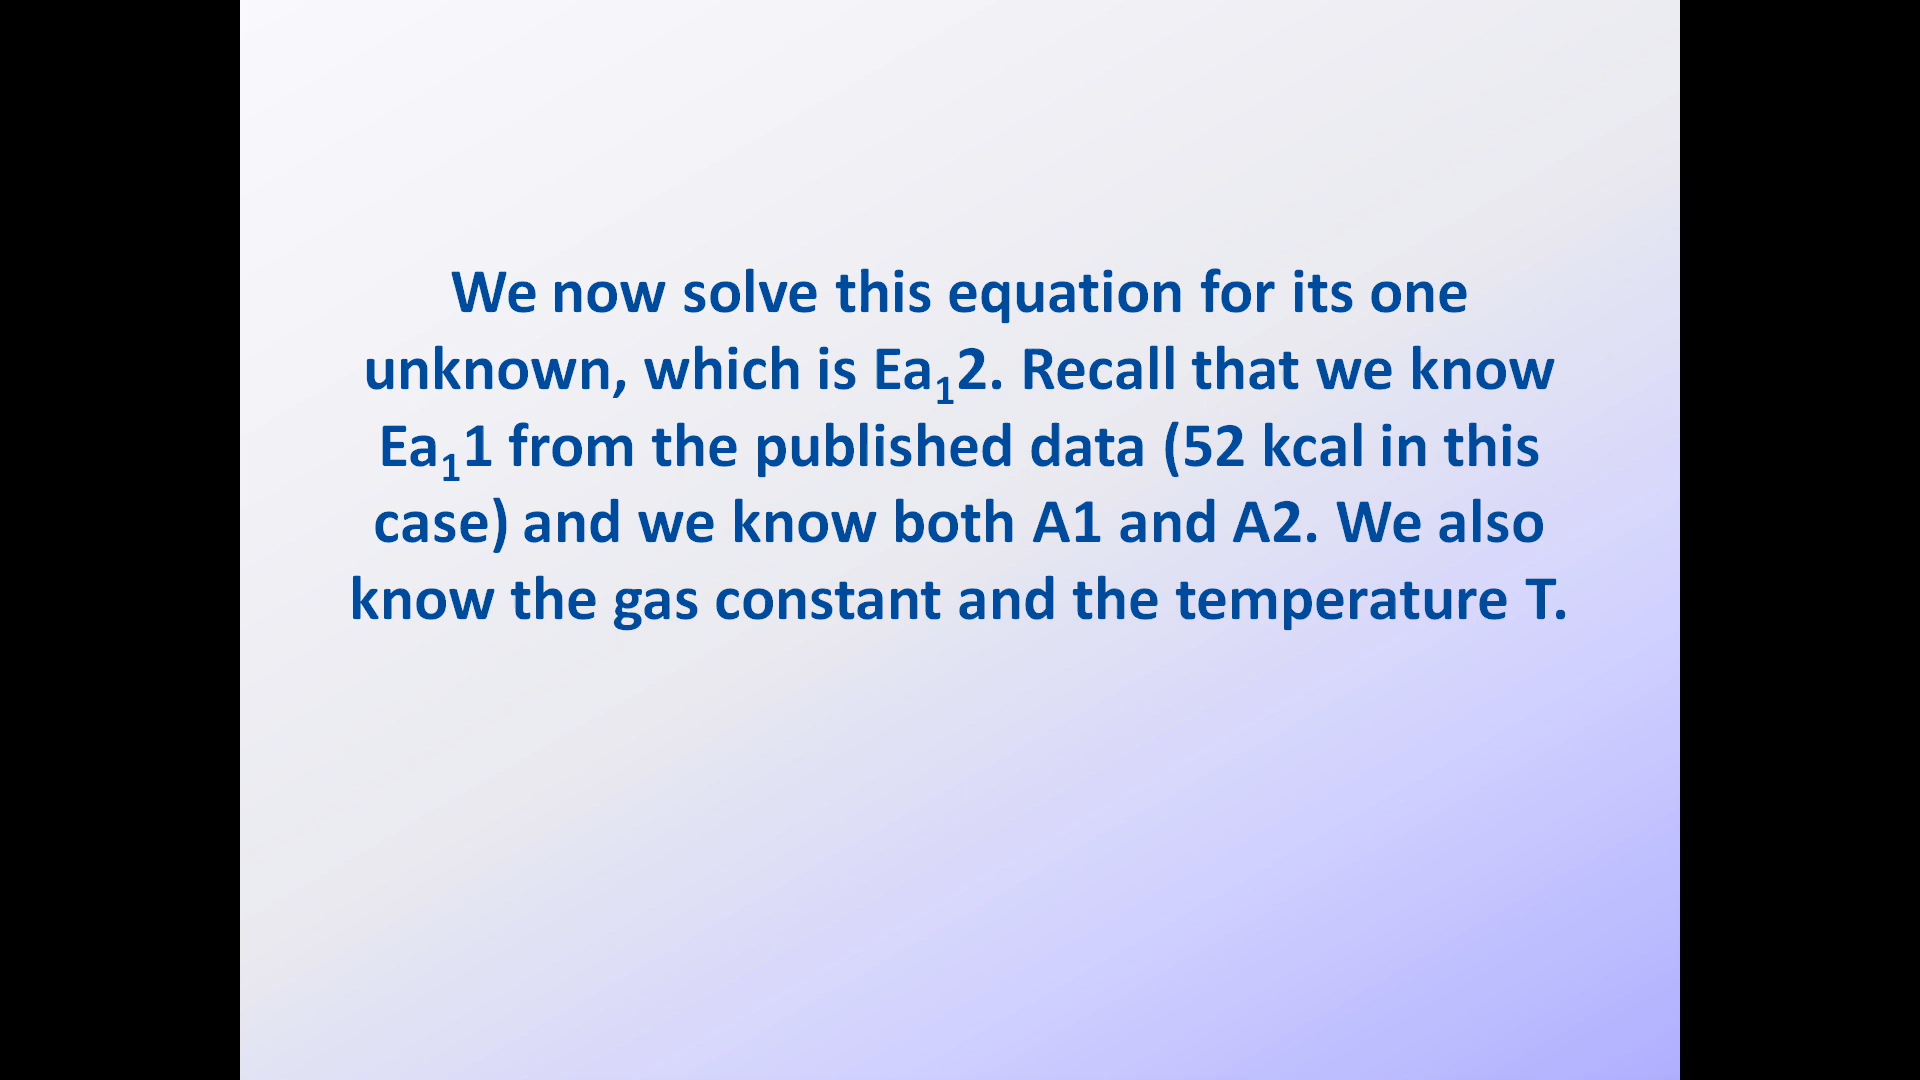 We now solve this equation for its one
unknown, which is Ea₁2. Recall that we know
Ea₁1 from the published data (52 kcal in this
case) and we know both A1 and A2. We also
know the gas constant and the temperature T.